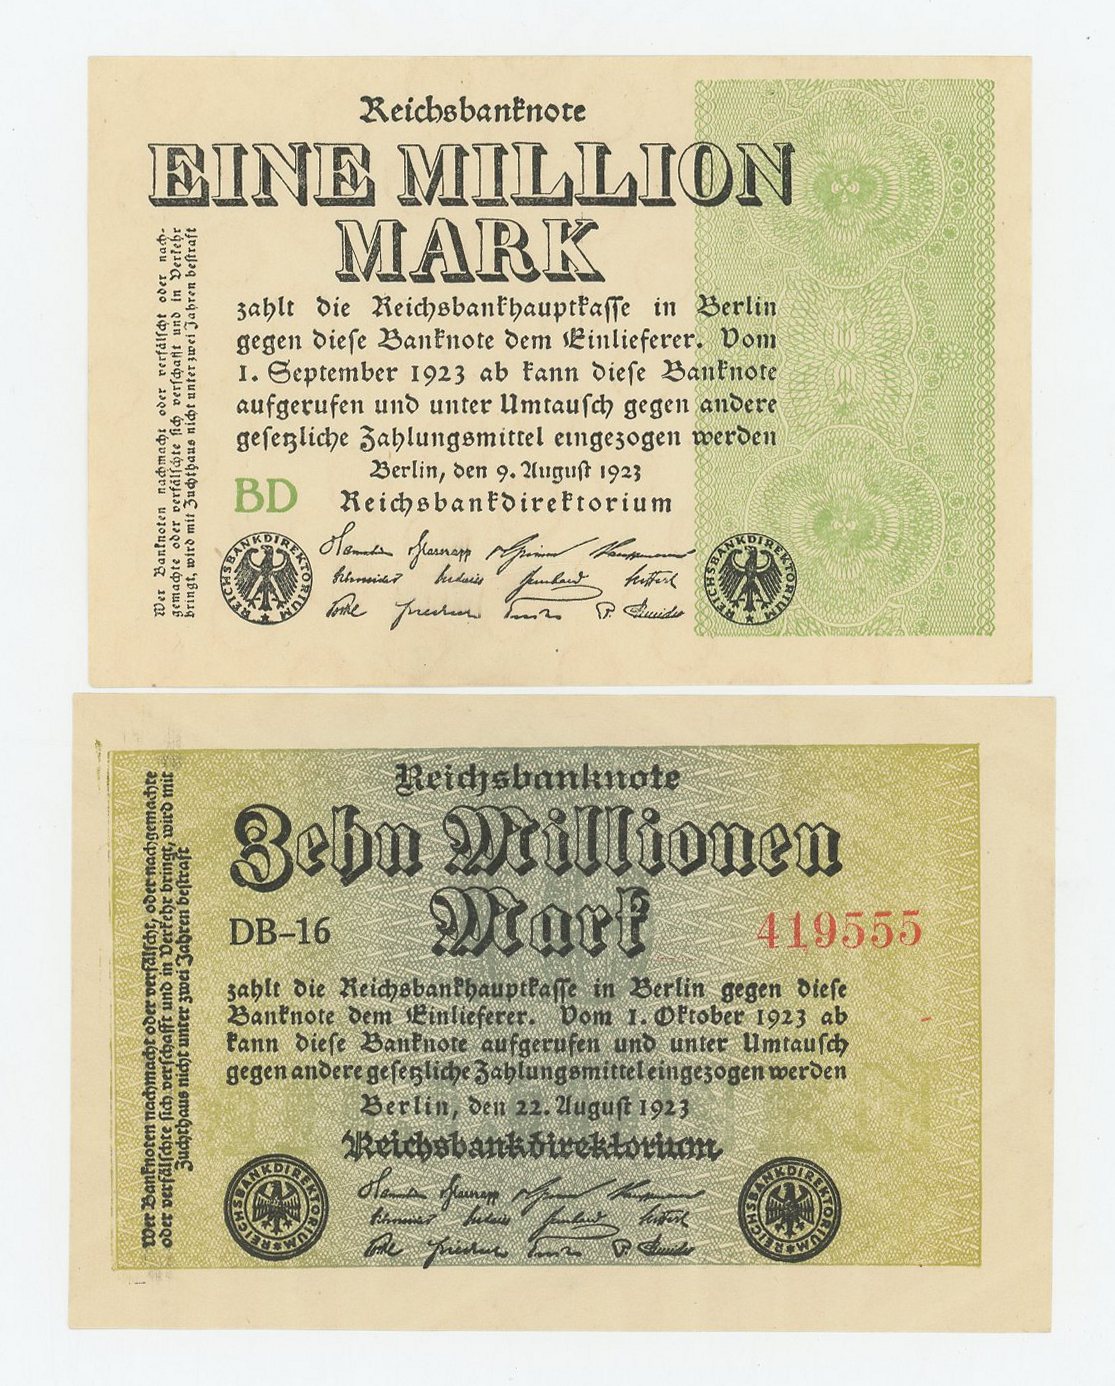 Reichsbanknote
EINE MILLION
MARK
zahlt die Reichsbankhauptkasse in Berlin
gegen diese Banknote dem Einlieferer. Vom
1. September 1923 ab kann diese Banknote
aufgerufen und unter Umtausch gegen andere
gesetzliche Zahlungsmittel eingezogen werden
Berlin, den 9. August 1923
BD Reichsbankdirektorium
Wer Banknoten nachmacht oder verfälscht oder nach-
gemachte oder verfälschte sich verschafft und in Verkehr
bringt, wird mit Zuchthaus nicht unter zwei Jahren bestraft
REICHSBANKDIREKTORIUM
REICHSBANKDIREKTORIUM
Reichsbanknote
Zehn Millionen
Mark
DB-16
419555
zahlt die Reichsbankhauptkasse in Berlin gegen diese
Banknote dem Einlieferer. Vom 1. Oktober 1923 ab
kann diese Banknote aufgerufen und unter Umtausch
gegen andere gesetzliche Zahlungsmittel eingezogen werden
Berlin, den 22. August 1923
Reichsbankdirektorium
Wer Banknoten nachmacht oder verfälscht, oder nachgemachte
oder verfälschte sich verschafft und in Verkehr bringt, wird mit
Zuchthaus nicht unter zwei Jahren bestraft
REICHSBANKDIREKTORIUM
REICHSBANKDIREKTORIUM